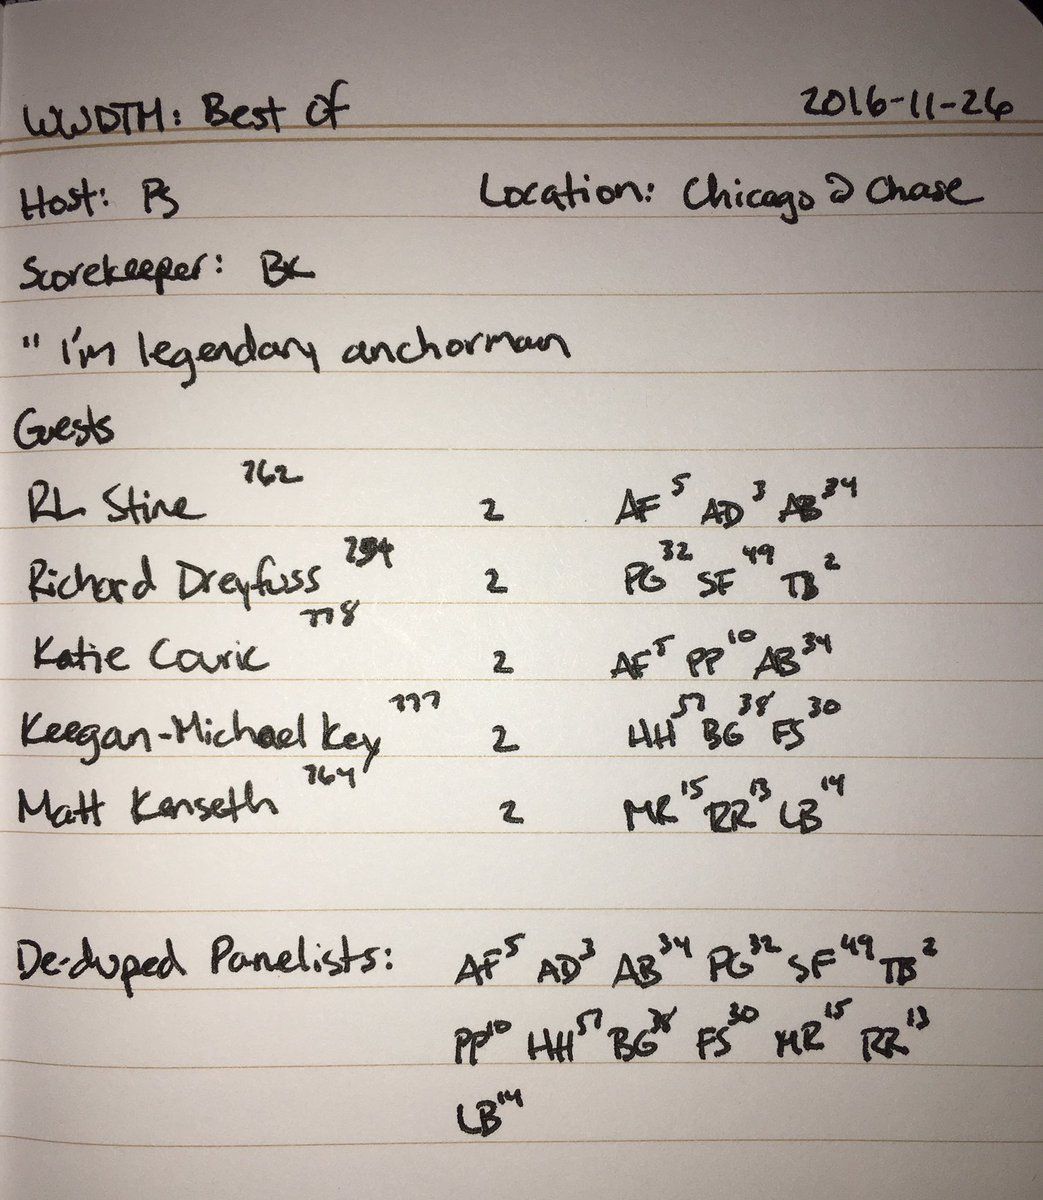 WWDTM: Best Of 2016-11-26
Host: PS Location: Chicago @ Chase
Scorekeeper: BK
" I'm legendary anchorman
Guests
RL Stine 762 2 AF 5 AD 3 AB 34
Richard Dreyfuss 2 PG 32 SF 49 TB 2
Katie Couric 778 2 AF 5 PP 10 AB 34
Keegan-Michael Key 777 2 HH 57 BG 38 FS 30
Matt Kenseth 764 2 MR 15 RR 13 LB 14
De-duped Panelists: AF 5 AD 3 AB 34 PG 32 SF 49 TB 2
PP 10 HH 57 BG 38 FS 30 MR 15 RR 13
LB 14